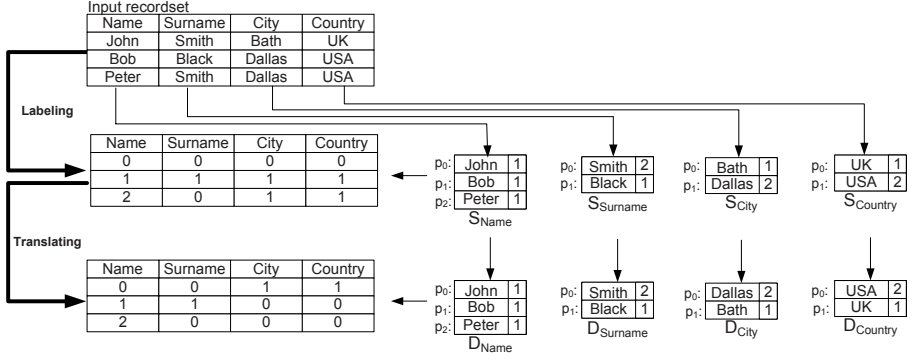 Input recordset
Name Surname City Country
John Smith Bath UK
Bob Black Dallas USA
Peter Smith Dallas USA
Labeling
Name Surname City Country
0 0 0 0
1 1 1 1
2 0 1 1
p0: John 1
p1: Bob 1
p2: Peter 1
SName
p0: Smith 2
p1: Black 1
SSurname
p0: Bath 1
p1: Dallas 2
SCity
p0: UK 1
p1: USA 2
SCountry
Translating
Name Surname City Country
0 0 1 1
1 1 0 0
2 0 0 0
p0: John 1
p1: Bob 1
p2: Peter 1
DName
p0: Smith 2
p1: Black 1
DSurname
p0: Dallas 2
p1: Bath 1
DCity
p0: USA 2
p1: UK 1
DCountry